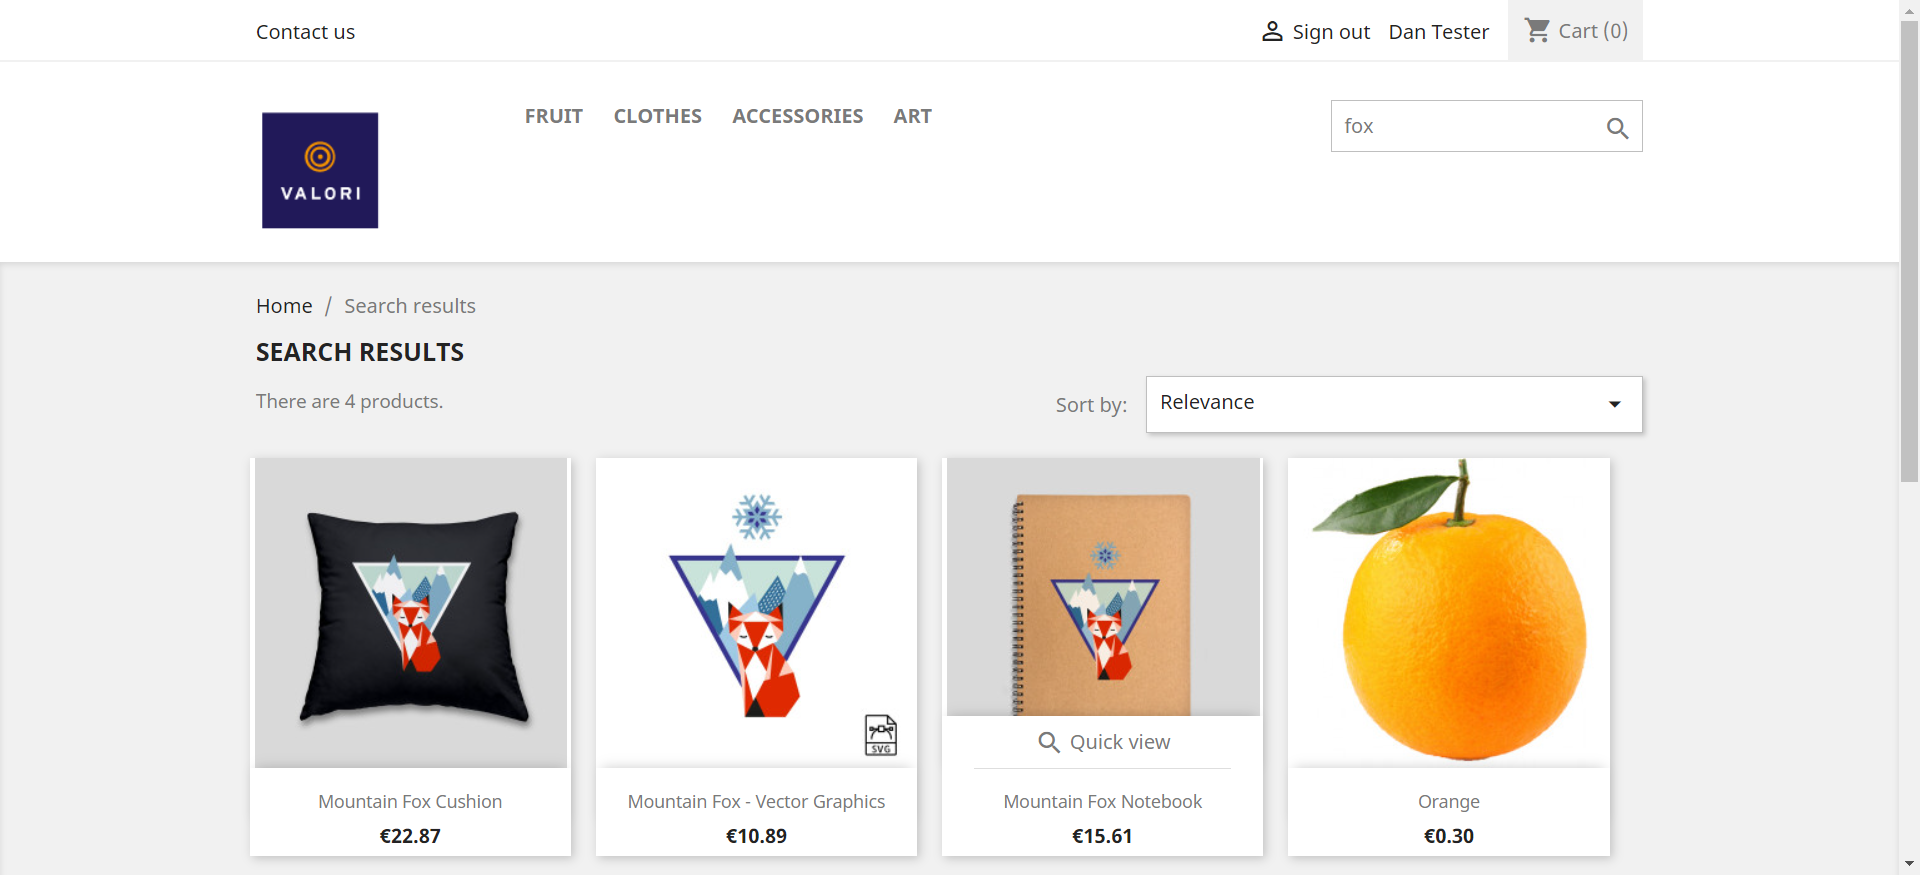 Contact us
Sign out
Dan Tester
Cart (0)
VALORI
FRUIT
CLOTHES
ACCESSORIES
ART
fox
Home / Search results
SEARCH RESULTS
There are 4 products.
Sort by:
Relevance
SVG
Quick view
Mountain Fox Cushion
€22.87
Mountain Fox - Vector Graphics
€10.89
Mountain Fox Notebook
€15.61
Orange
€0.30